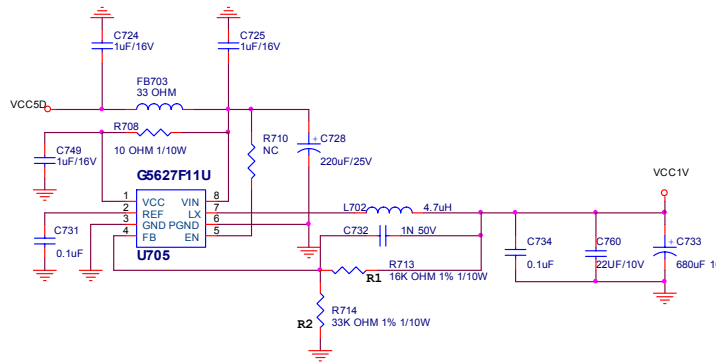 C724
1uF/16V
C725
1uF/16V
FB703
33 OHM
VCC5D
R708
10 OHM 1/10W
C749
1uF/16V
R710
NC
C728
220uF/25V
G5627F11U
1 VCC VIN 8
2 REF LX 7
3 GND PGND 6
4 FB EN 5
U705
C731
0.1uF
L702 4.7uH
VCC1V
C732 1N 50V
C734
0.1uF
C760
22UF/10V
C733
680uF 10
R713
R1 16K OHM 1% 1/10W
R714
R2 33K OHM 1% 1/10W